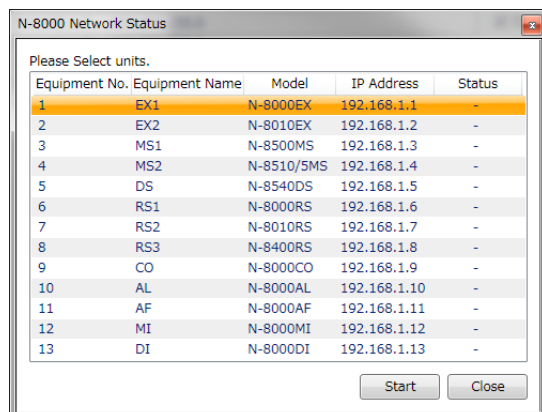 N-8000 Network Status
Please Select units.
Equipment No. Equipment Name Model IP Address Status
1 EX1 N-8000EX 192.168.1.1 -
2 EX2 N-8010EX 192.168.1.2 -
3 MS1 N-8500MS 192.168.1.3 -
4 MS2 N-8510/5MS 192.168.1.4 -
5 DS N-8540DS 192.168.1.5 -
6 RS1 N-8000RS 192.168.1.6 -
7 RS2 N-8010RS 192.168.1.7 -
8 RS3 N-8400RS 192.168.1.8 -
9 CO N-8000CO 192.168.1.9 -
10 AL N-8000AL 192.168.1.10 -
11 AF N-8000AF 192.168.1.11 -
12 MI N-8000MI 192.168.1.12 -
13 DI N-8000DI 192.168.1.13 -
Start Close